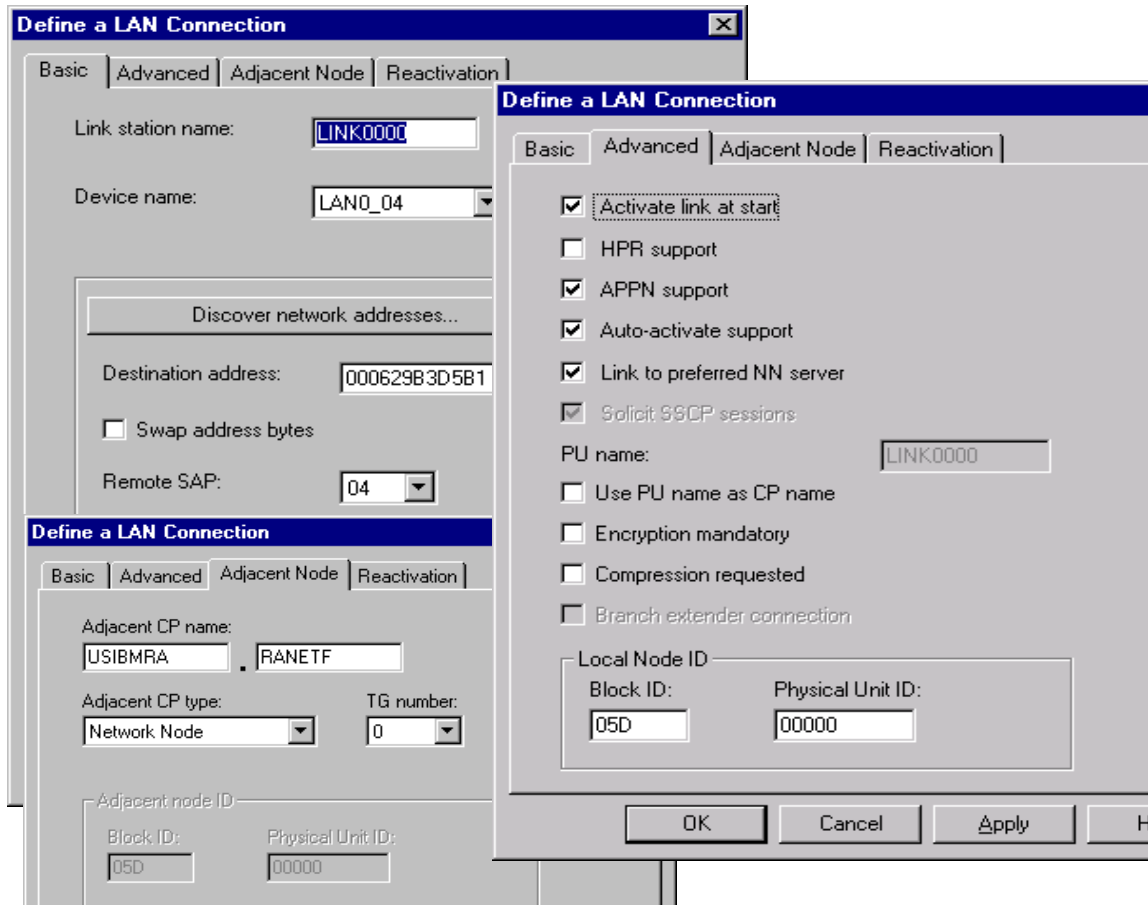 Define a LAN Connection
Basic Advanced Adjacent Node Reactivation
Link station name: LINK0000
Device name: LAN0_04
Discover network addresses...
Destination address: 000629B3D5B1
Swap address bytes
Remote SAP: 04
Define a LAN Connection
Basic Advanced Adjacent Node Reactivation
Activate link at start
HPR support
APPN support
Auto-activate support
Link to preferred NN server
Solicit SSCP sessions
PU name: LINK0000
Use PU name as CP name
Encryption mandatory
Compression requested
Branch extender connection
Local Node ID
Block ID: Physical Unit ID:
05D 00000
OK Cancel Apply H
Define a LAN Connection
Basic Advanced Adjacent Node Reactivation
Adjacent CP name:
USIBMRA . RANETF
Adjacent CP type: TG number:
Network Node 0
Adjacent node ID
Block ID: Physical Unit ID:
05D 00000